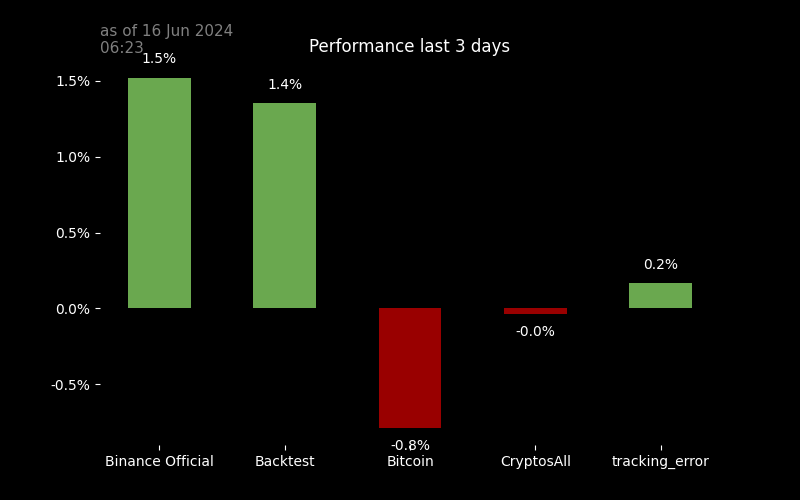 as of 16 Jun 2024
06:23
Performance last 3 days
1.5%
1.4%
-0.8%
-0.0%
0.2%
1.5%
1.0%
0.5%
0.0%
-0.5%
Binance Official
Backtest
Bitcoin
CryptosAll
tracking_error